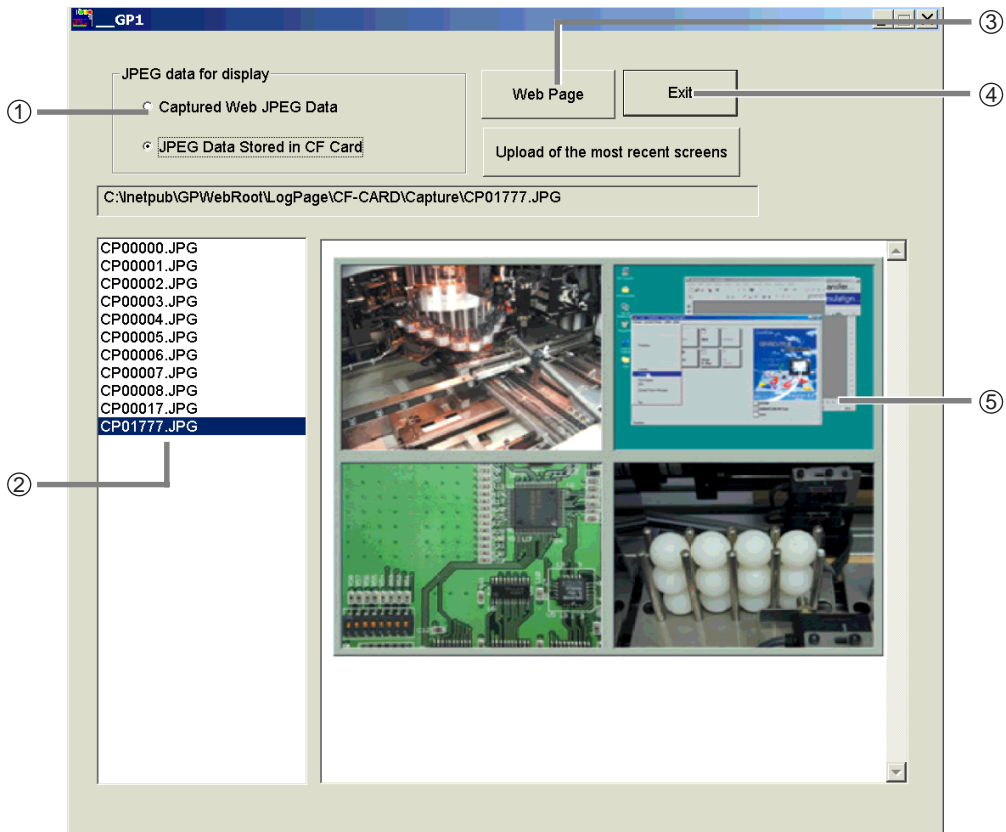 __GP1
③
JPEG data for display
① Captured Web JPEG Data
Web Page
Exit
④
JPEG Data Stored in CF Card
Upload of the most recent screens
C:\Inetpub\GPWebRoot\LogPage\CF-CARD\Capture\CP01777.JPG
CP00000.JPG
CP00001.JPG
CP00002.JPG
CP00003.JPG
CP00004.JPG
CP00005.JPG
CP00006.JPG
CP00007.JPG
CP00008.JPG
CP00017.JPG
CP01777.JPG
②
ansfer...
mulation.
⑤